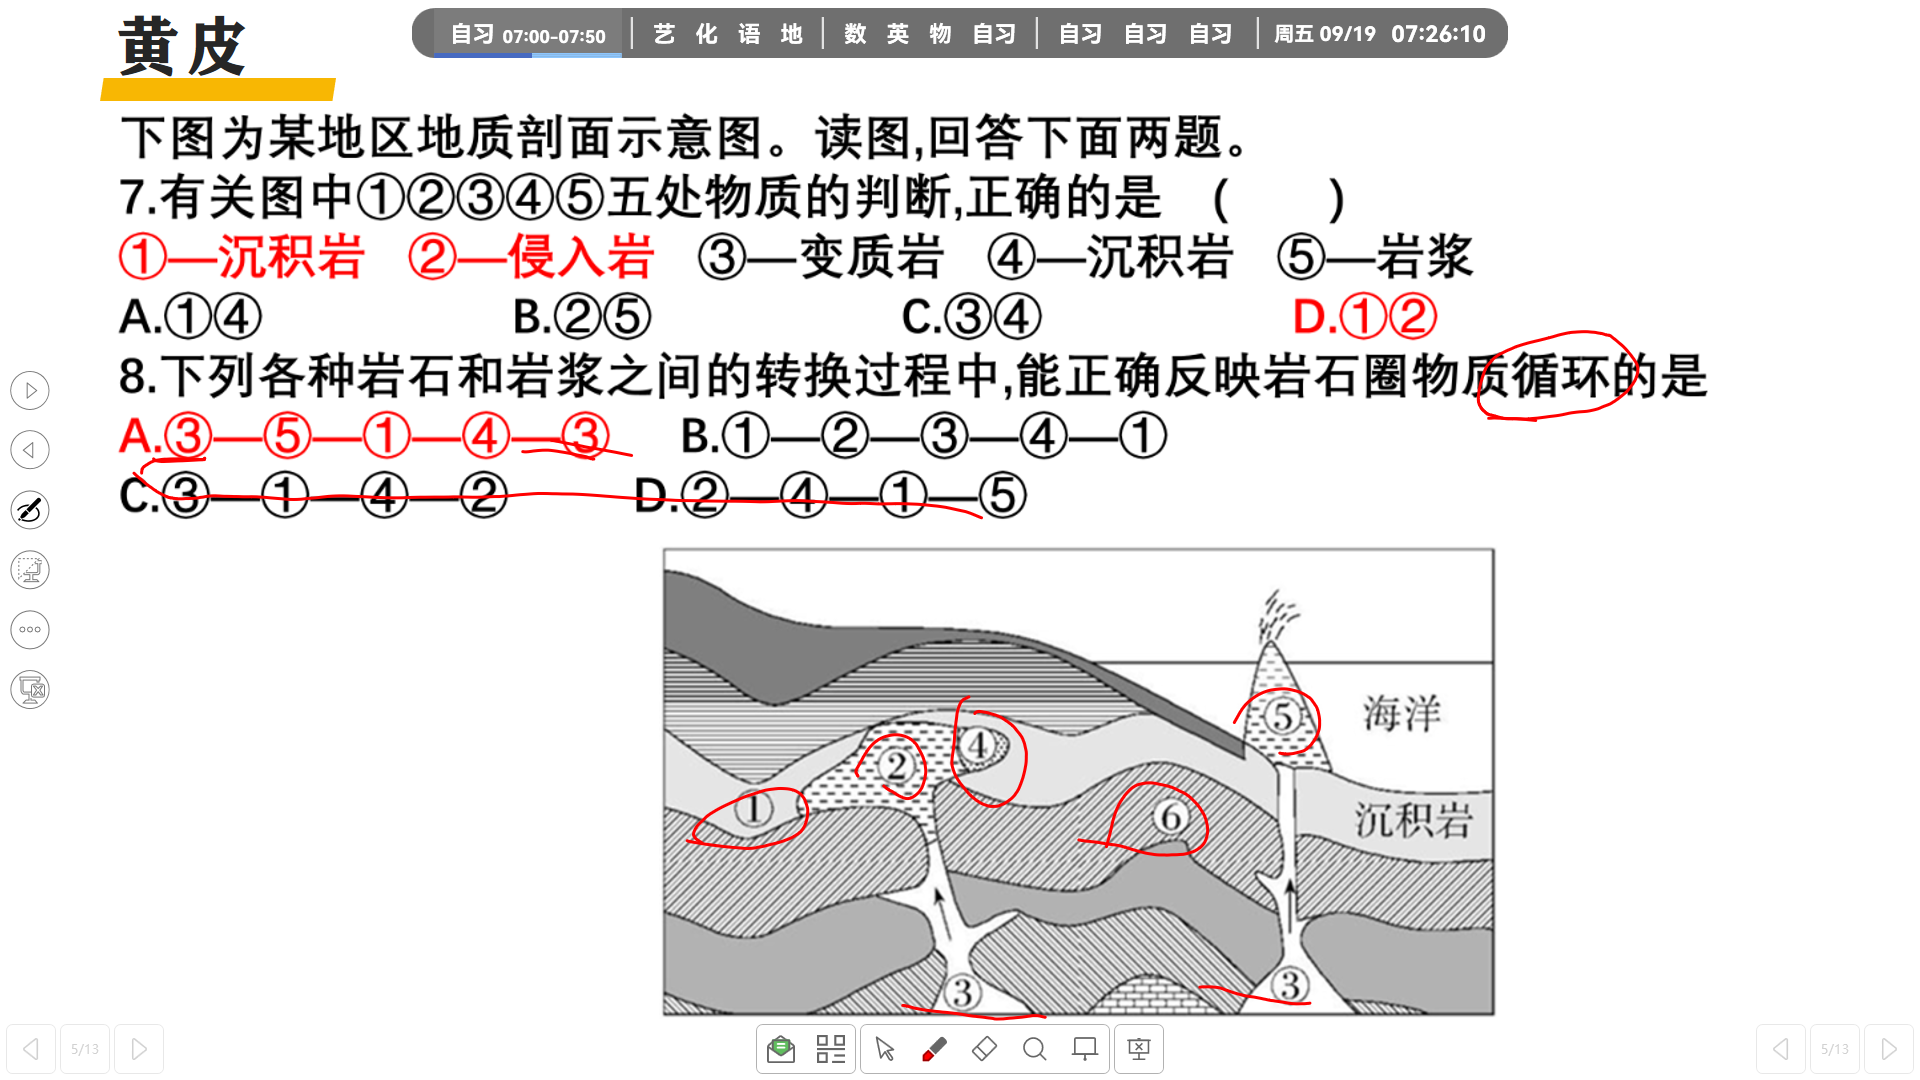 黄皮
自习 07:00-07:50 艺 化 语 地 数 英 物 自习 自习 自习 自习 周五 09/19 07:26:10
下图为某地区地质剖面示意图。读图,回答下面两题。
7.有关图中①②③④⑤五处物质的判断,正确的是 ( )
①—沉积岩 ②—侵入岩 ③—变质岩 ④—沉积岩 ⑤—岩浆
A.①④ B.②⑤ C.③④ D.①②
8.下列各种岩石和岩浆之间的转换过程中,能正确反映岩石圈物质循环的是
A.③—⑤—①—④—③ B.①—②—③—④—①
C.③—①—④—② D.②—④—①—⑤
⑤ 海洋
④
②
① ⑥ 沉积岩
③ ③
5/13 5/13